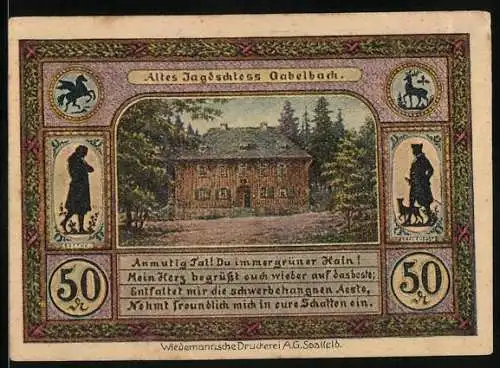 Altes Jagdschloss Gabelbach.
Anmutig Tal! Du immergrüner Hain!
Mein Herz begrüßt euch wieder auf das beste;
Entfaltet mir die schwerbehangnen Aeste,
Nehmt freundlich mich in eure Schatten ein.
50
50
Wiedemannsche Druckerei A.G. Saalfeld.